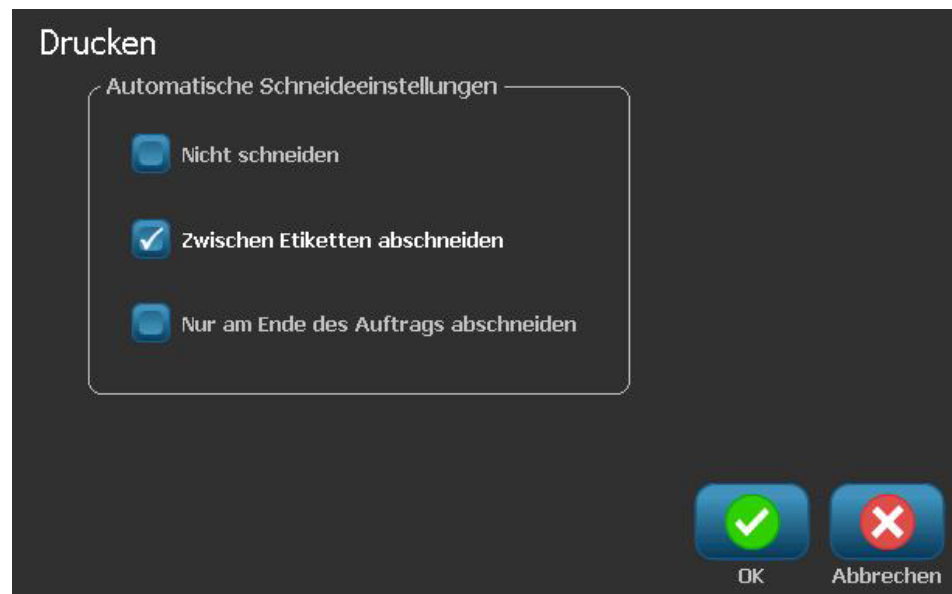 Drucken
Automatische Schneideeinstellungen
Nicht schneiden
Zwischen Etiketten abschneiden
Nur am Ende des Auftrags abschneiden
OK
Abbrechen